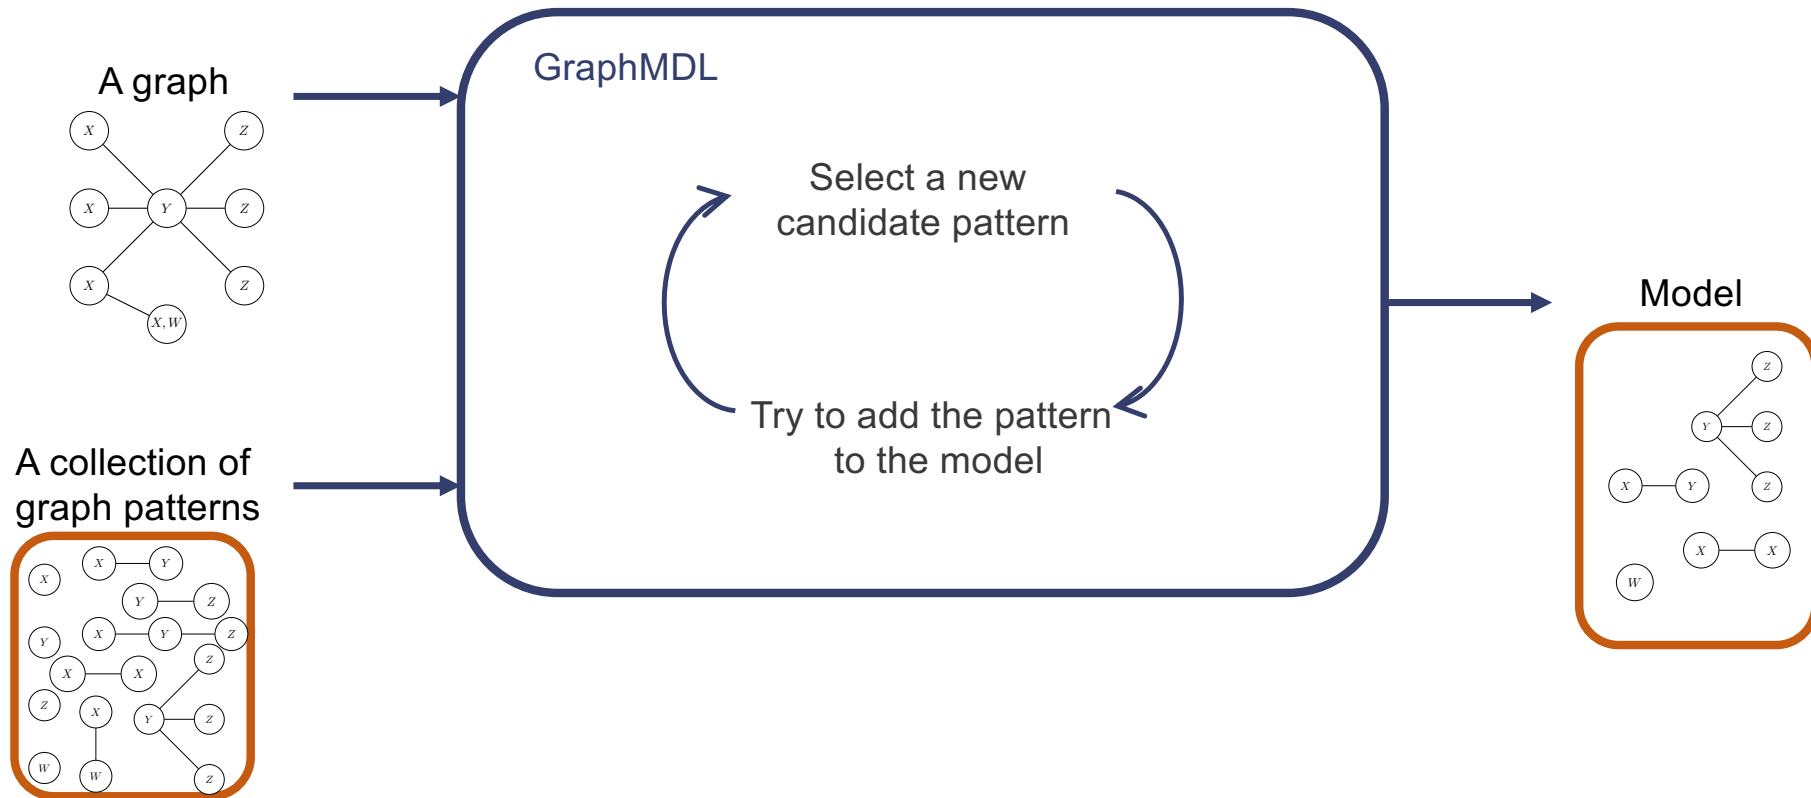 A graph
X
Z
X
Y
Z
X
Z
X, W
A collection of
graph patterns
X
Y
X
Y
Z
X
Y
Z
Y
Z
X
X
Z
X
Y
Z
W
W
Z
GraphMDL
Select a new
candidate pattern
Try to add the pattern
to the model
Model
Z
Y
Z
X
Y
Z
X
X
W